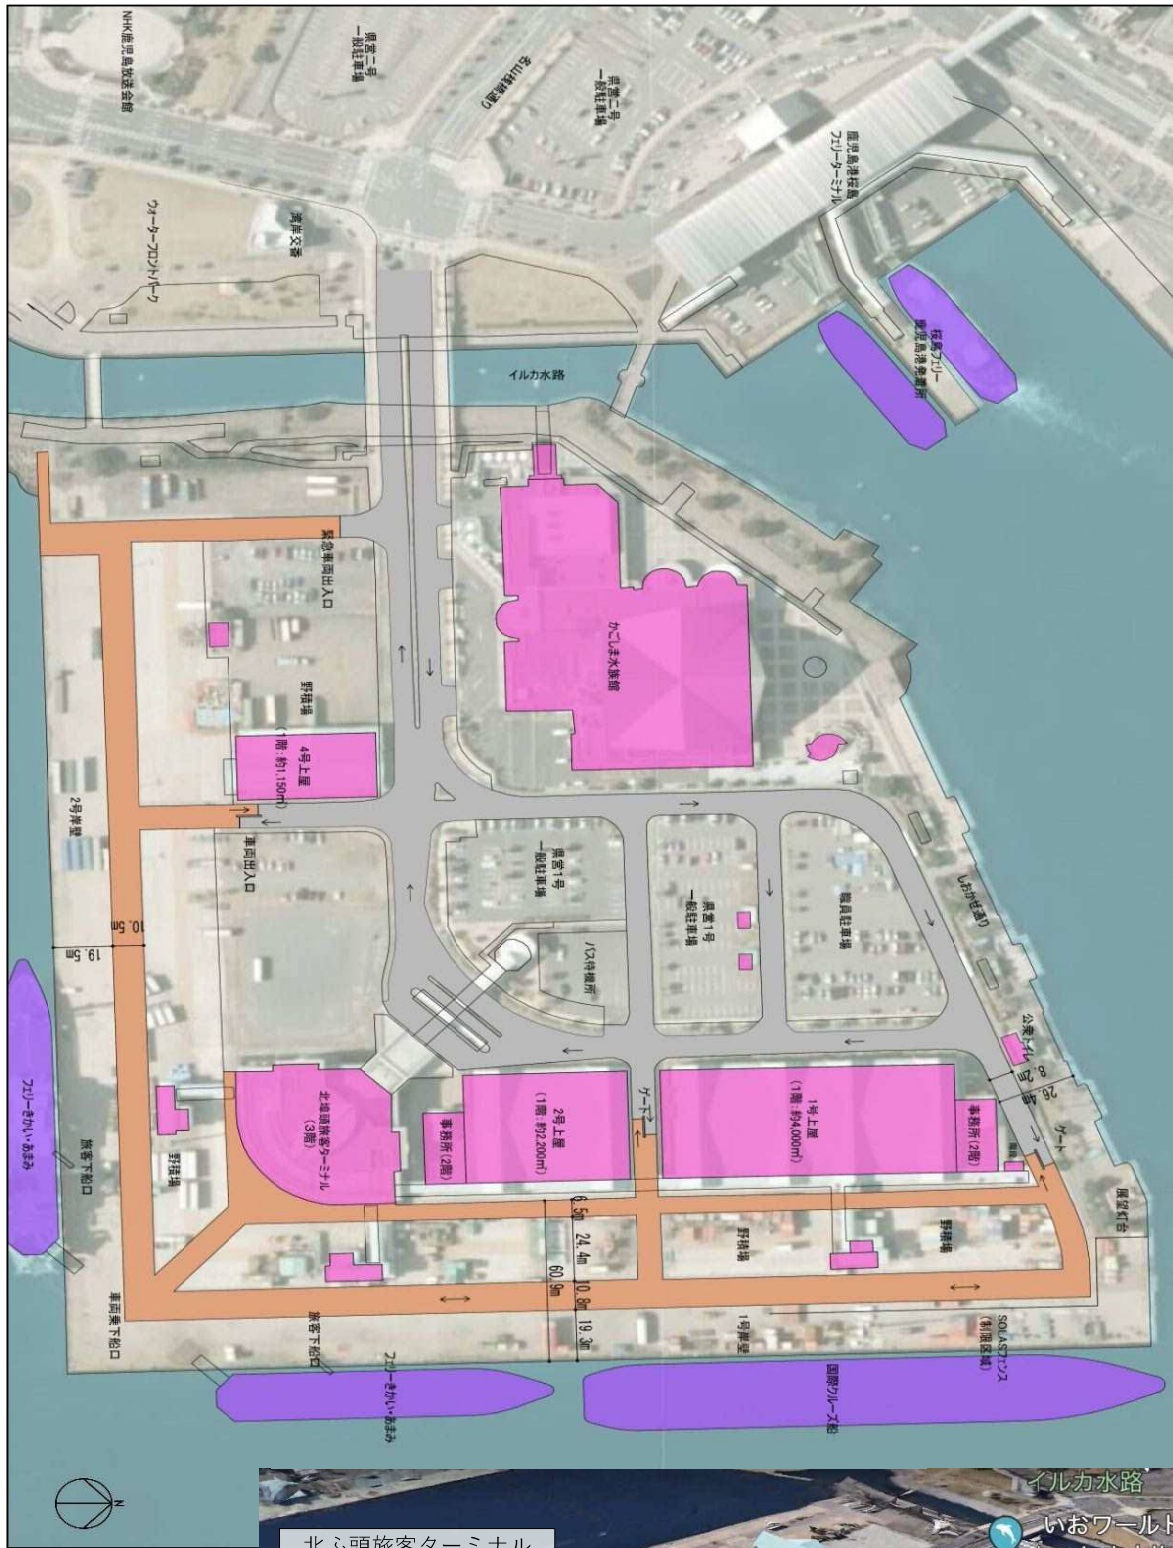 NHK鹿児島放送会館
県営二号
一般駐車場
名山桟橋通り
県営二号
一般駐車場
鹿児島港桜島
フェリーターミナル
桜島フェリー
鹿児島港発着所
ウォーターフロントパーク
湾岸交番
イルカ水路
緊急車両出入口
かごしま水族館
野積場
4号上屋
(1階:約1,150㎡)
2号岸壁
車両出入口
県営1号
一般駐車場
県営1号
一般駐車場
職員駐車場
しおかぜ通り
バス待機所
公衆トイレ
10.5m
19.5m
8.2m
ゲート
ゲート
北埠頭旅客ターミナル
(3階)
事務所(2階)
2号上屋
(1階:約2,200㎡)
1号上屋
(1階:約4,000㎡)
事務所(2階)
展望灯台
フェリーきかい・あまみ
旅客下船口
野積場
6.5m
24.4m
10.8m
19.3m
60.9m
野積場
野積場
車両乗下船口
旅客下船口
フェリーきかい・あまみ
1号岸壁
SOLASフェンス
(制限区域)
国際クルーズ船
N
イルカ水路
いおワールド
北ふ頭旅客ターミナル